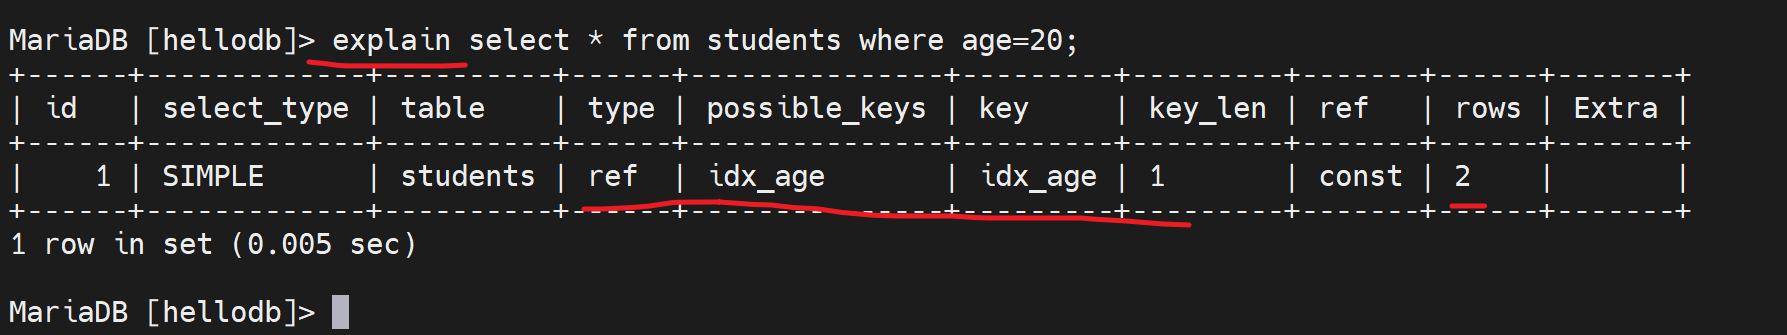 MariaDB [hellodb]> explain select * from students where age=20;
+------+-------------+----------+------+---------------+---------+---------+-------+------+-------+
| id   | select_type | table    | type | possible_keys | key     | key_len | ref   | rows | Extra |
+------+-------------+----------+------+---------------+---------+---------+-------+------+-------+
|    1 | SIMPLE      | students | ref  | idx_age       | idx_age | 1       | const | 2    |       |
+------+-------------+----------+------+---------------+---------+---------+-------+------+-------+
1 row in set (0.005 sec)
MariaDB [hellodb]>